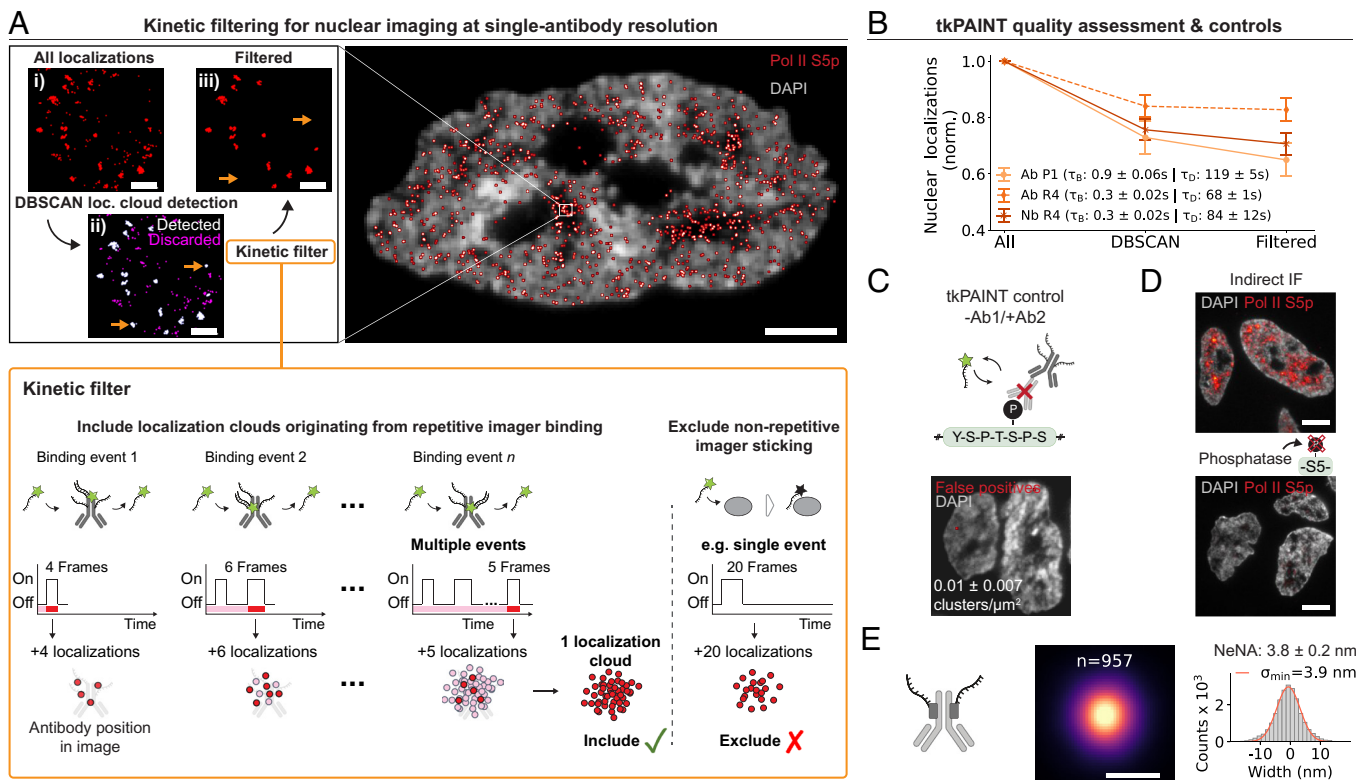 A
Kinetic filtering for nuclear imaging at single-antibody resolution
All localizations
i)
Filtered
iii)
DBSCAN loc. cloud detection
ii)
Detected
Discarded
Kinetic filter
Pol II S5p
DAPI
Kinetic filter
Include localization clouds originating from repetitive imager binding
Exclude non-repetitive
imager sticking
Binding event 1
Binding event 2
...
Binding event n
Multiple events
e.g. single event
On
Off
4 Frames
Time
6 Frames
Time
...
On
Off
5 Frames
...
Time
On
Off
20 Frames
Time
+4 localizations
+6 localizations
...
+5 localizations
1 localization
cloud
+20 localizations
Antibody position
in image
Include
Exclude
B
tkPAINT quality assessment & controls
Nuclear localizations
(norm.)
1.0
0.8
0.6
0.4
Ab P1 (τB: 0.9 ± 0.06s | τD: 119 ± 5s)
Ab R4 (τB: 0.3 ± 0.02s | τD: 68 ± 1s)
Nb R4 (τB: 0.3 ± 0.02s | τD: 84 ± 12s)
All
DBSCAN
Filtered
C
tkPAINT control
-Ab1/+Ab2
P
Y-S-P-T-S-P-S
False positives
DAPI
0.01 ± 0.007
clusters/µm²
D
Indirect IF
DAPI Pol II S5p
Phosphatase
P
-S5-
DAPI Pol II S5p
E
n=957
NeNA: 3.8 ± 0.2 nm
σmin=3.9 nm
Counts x 10³
2
0
-10
0
10
Width (nm)